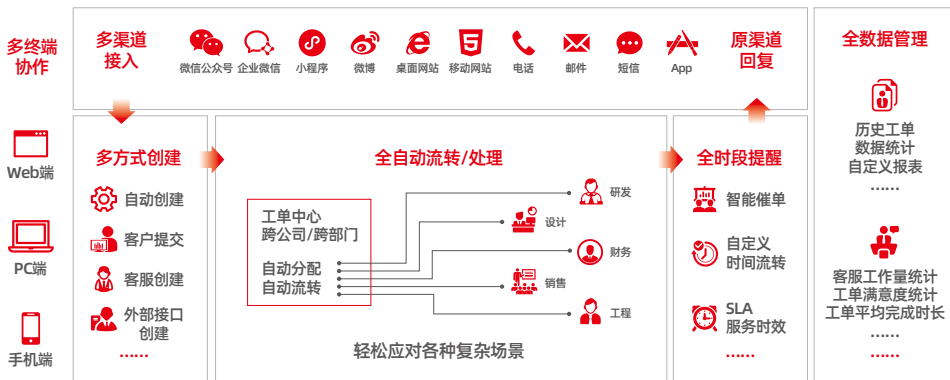 多终端
协作
Web端
PC端
手机端
多渠道
接入
微信公众号
企业微信
小程序
微博
桌面网站
移动网站
电话
邮件
短信
App
原渠道
回复
多方式创建
自动创建
客户提交
客服创建
外部接口
创建
......
全自动流转/处理
工单中心
跨公司/跨部门
自动分配
自动流转
研发
设计
财务
销售
工程
轻松应对各种复杂场景
全时段提醒
智能催单
自定义
时间流转
SLA
服务时效
......
全数据管理
历史工单
数据统计
自定义报表
......
客服工作量统计
工单满意度统计
工单平均完成时长
......
......